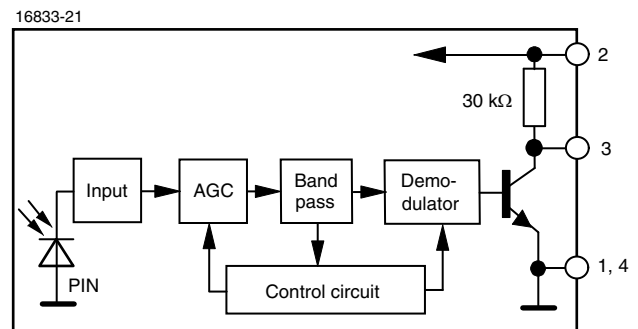 16833-21
2
30 kΩ
3
Input
AGC
Band
pass
Demo-
dulator
1, 4
PIN
Control circuit